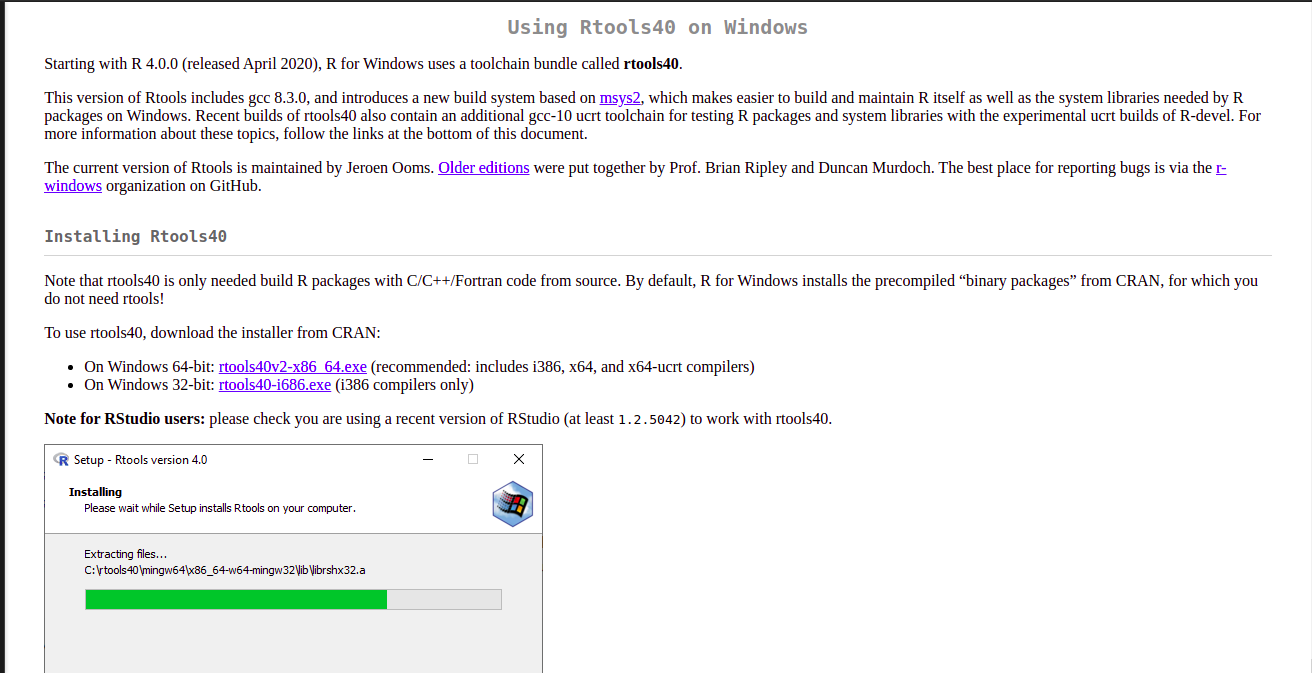 Using Rtools40 on Windows
Starting with R 4.0.0 (released April 2020), R for Windows uses a toolchain bundle called rtools40.
This version of Rtools includes gcc 8.3.0, and introduces a new build system based on msys2, which makes easier to build and maintain R itself as well as the system libraries needed by R
packages on Windows. Recent builds of rtools40 also contain an additional gcc-10 ucrt toolchain for testing R packages and system libraries with the experimental ucrt builds of R-devel. For
more information about these topics, follow the links at the bottom of this document.
The current version of Rtools is maintained by Jeroen Ooms. Older editions were put together by Prof. Brian Ripley and Duncan Murdoch. The best place for reporting bugs is via the r-
windows organization on GitHub.
Installing Rtools40
Note that rtools40 is only needed build R packages with C/C++/Fortran code from source. By default, R for Windows installs the precompiled “binary packages” from CRAN, for which you
do not need rtools!
To use rtools40, download the installer from CRAN:
• On Windows 64-bit: rtools40v2-x86_64.exe (recommended: includes i386, x64, and x64-ucrt compilers)
• On Windows 32-bit: rtools40-i686.exe (i386 compilers only)
Note for RStudio users: please check you are using a recent version of RStudio (at least 1.2.5042) to work with rtools40.
Setup - Rtools version 4.0
Installing
Please wait while Setup installs Rtools on your computer.
Extracting files...
C:\rtools40\mingw64\x86_64-w64-mingw32\lib\librshx32.a